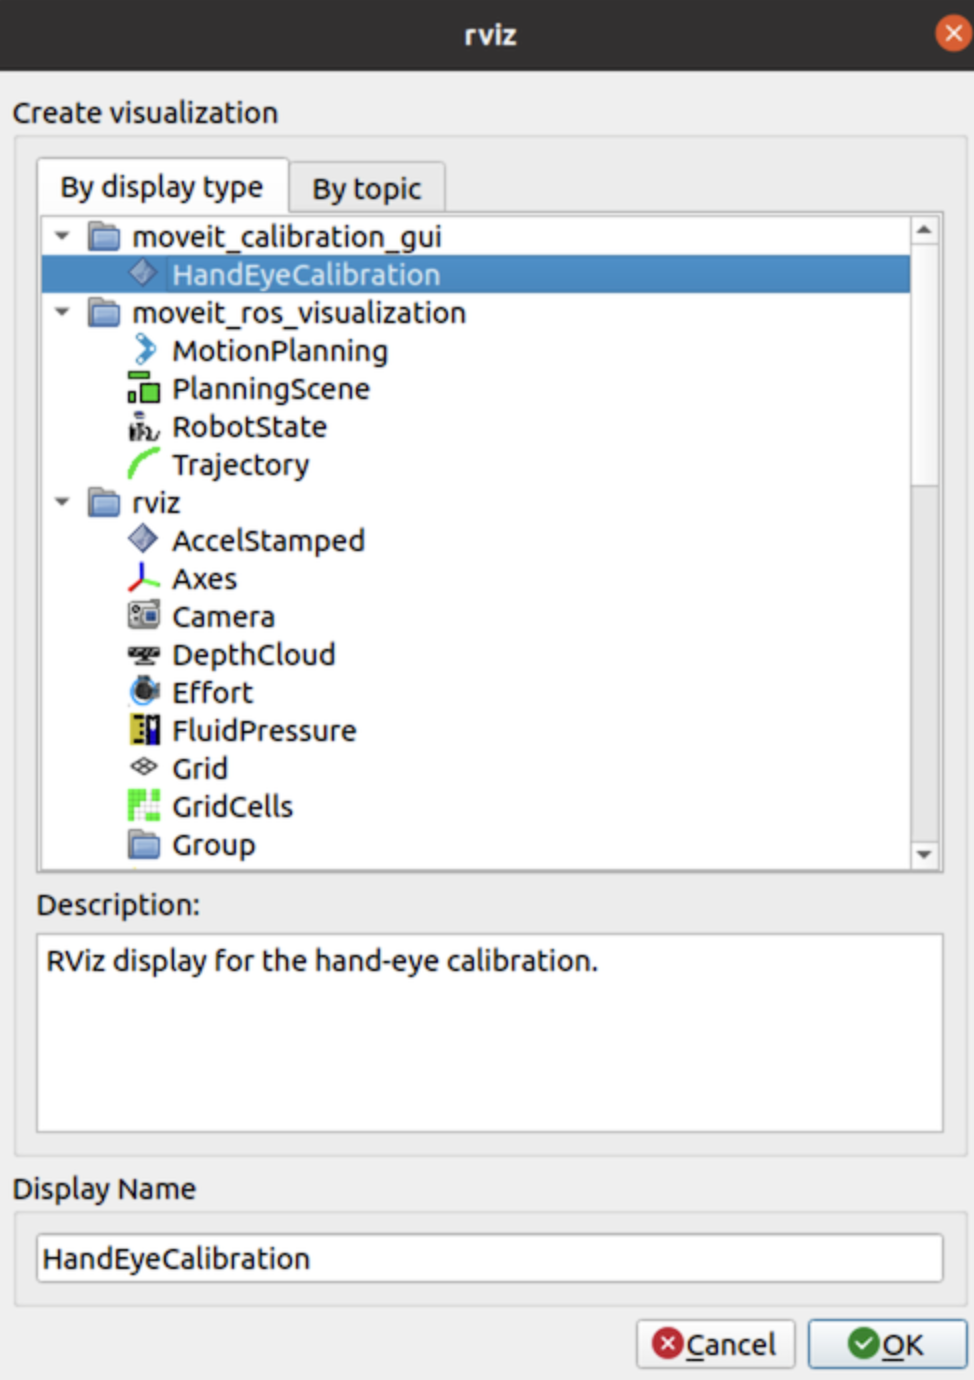 rviz
Create visualization
By display type
By topic
moveit_calibration_gui
HandEyeCalibration
moveit_ros_visualization
MotionPlanning
PlanningScene
RobotState
Trajectory
rviz
AccelStamped
Axes
Camera
DepthCloud
Effort
FluidPressure
Grid
GridCells
Group
Description:
RViz display for the hand-eye calibration.
Display Name
HandEyeCalibration
Cancel
OK